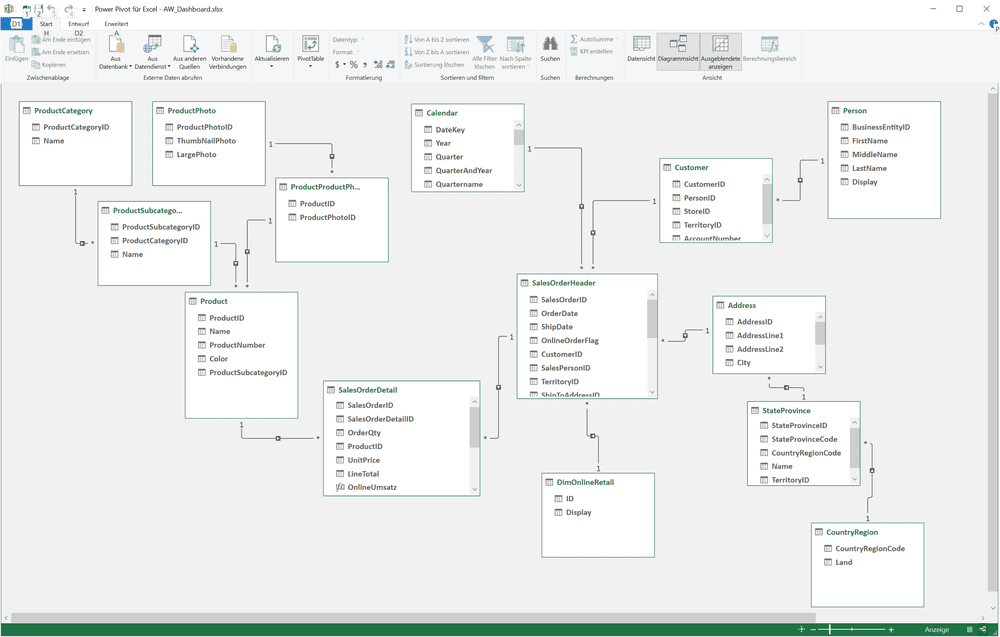 Power Pivot für Excel - AW_Dashboard.xlsx
D1
1
2
3
4
Start
Entwurf
Erweitert
H
D2
A
P
Einfügen
Am Ende einfügen
Am Ende ersetzen
Kopieren
Zwischenablage
Aus Datenbank
Aus Datendienst
Aus anderen Quellen
Vorhandene Verbindungen
Externe Daten abrufen
Aktualisieren
PivotTable
Datentyp:
Format:
$ % ,
Formatierung
Von A bis Z sortieren
Von Z bis A sortieren
Sortierung löschen
Alle Filter löschen
Nach Spalte sortieren
Sortieren und filtern
Suchen
Suchen
AutoSumme
KPI erstellen
Berechnungen
Datensicht
Diagrammsicht
Ausgeblendete anzeigen
Berechnungsbereich
Ansicht
ProductCategory
ProductCategoryID
Name
ProductPhoto
ProductPhotoID
ThumbNailPhoto
LargePhoto
1
*
Calendar
DateKey
Year
Quarter
QuarterAndYear
Quartername
1
*
Person
BusinessEntityID
FirstName
MiddleName
LastName
Display
1
*
Customer
CustomerID
PersonID
StoreID
TerritoryID
AccountNumber
1
*
ProductProductPh...
ProductID
ProductPhotoID
1
*
1
*
ProductSubcatego...
ProductSubcategoryID
ProductCategoryID
Name
1
*
Product
ProductID
Name
ProductNumber
Color
ProductSubcategoryID
1
*
SalesOrderHeader
SalesOrderID
OrderDate
ShipDate
OnlineOrderFlag
CustomerID
SalesPersonID
TerritoryID
ShipToAddressID
1
*
Address
AddressID
AddressLine1
AddressLine2
City
1
*
SalesOrderDetail
SalesOrderID
SalesOrderDetailID
OrderQty
ProductID
UnitPrice
LineTotal
OnlineUmsatz
*
1
StateProvince
StateProvinceID
StateProvinceCode
CountryRegionCode
Name
TerritoryID
*
1
DimOnlineRetail
ID
Display
*
1
CountryRegion
CountryRegionCode
Land
Anzeige